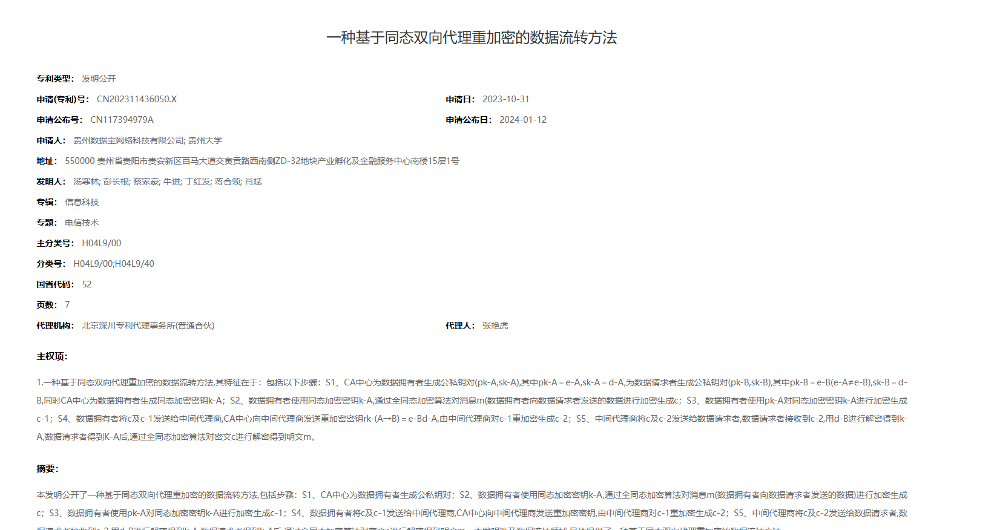 一种基于同态双向代理重加密的数据流转方法
专利类型： 发明公开
申请(专利)号： CN202311436050.X 申请日： 2023-10-31
申请公布号： CN117394979A 申请公布日： 2024-01-12
申请人： 贵州数据宝网络科技有限公司; 贵州大学
地址： 550000 贵州省贵阳市贵安新区百马大道交寅贡路西南侧ZD-32地块产业孵化及金融服务中心南楼15层1号
发明人： 汤寒林; 彭长根; 蔡家豪; 牛进; 丁红发; 蒋合领; 肖斌
专辑： 信息科技
专题： 电信技术
主分类号： H04L9/00
分类号： H04L9/00;H04L9/40
国省代码： 52
页数： 7
代理机构： 北京深川专利代理事务所(普通合伙) 代理人： 张艳虎
主权项：
1.一种基于同态双向代理重加密的数据流转方法,其特征在于：包括以下步骤：S1、CA中心为数据拥有者生成公私钥对(pk-A,sk-A),其中pk-A＝e-A,sk-A＝d-A,为数据请求者生成公私钥对(pk-B,sk-B),其中pk-B＝e-B(e-A≠e-B),sk-B＝d-
B,同时CA中心为数据拥有者生成同态加密密钥k-A；S2、数据拥有者使用同态加密密钥k-A,通过全同态加密算法对消息m(数据拥有者向数据请求者发送的数据进行加密生成c；S3、数据拥有者使用pk-A对同态加密密钥k-A进行加密生成
c-1；S4、数据拥有者将c及c-1发送给中间代理商,CA中心向中间代理商发送重加密密钥rk-(A→B)＝e-Bd-A,由中间代理商对c-1重加密生成c-2；S5、中间代理商将c及c-2发送给数据请求者,数据请求者接收到c-2,用d-B进行解密得到k-
A,数据请求者得到K-A后,通过全同态加密算法对密文c进行解密得到明文m。
摘要：
本发明公开了一种基于同态双向代理重加密的数据流转方法,包括步骤：S1、CA中心为数据拥有者生成公私钥对；S2、数据拥有者使用同态加密密钥k-A,通过全同态加密算法对消息m(数据拥有者向数据请求者发送的数据)进行加密生成
c；S3、数据拥有者使用pk-A对同态加密密钥k-A进行加密生成c-1；S4、数据拥有者将c及c-1发送给中间代理商,CA中心向中间代理商发送重加密密钥,由中间代理商对c-1重加密生成c-2；S5、中间代理商将c及c-2发送给数据请求者,数